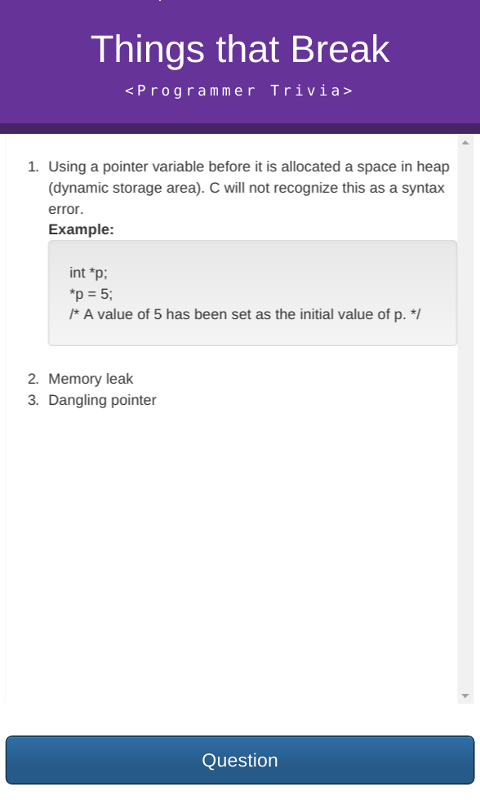 Things that Break
<Programmer Trivia>
1. Using a pointer variable before it is allocated a space in heap
(dynamic storage area). C will not recognize this as a syntax
error.
Example:
int *p;
*p = 5;
/* A value of 5 has been set as the initial value of p. */
2. Memory leak
3. Dangling pointer
Question